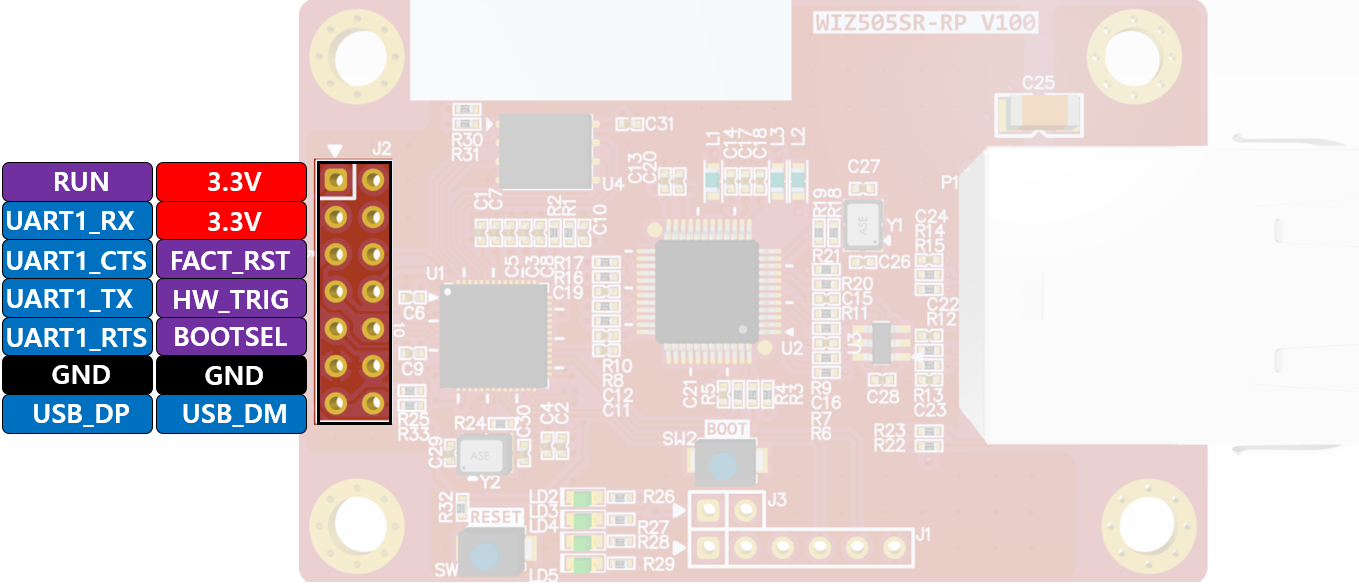 WIZ505SR-RP V100
C25
J2
RUN 3.3V
UART1_RX 3.3V
UART1_CTS FACT_RST
UART1_TX HW_TRIG
UART1_RTS BOOTSEL
GND GND
USB_DP USB_DM
R30
R31
C31
U4
C13
C20
L1
C14
C17
C18
L3
L2
C27
P1
R19
R18
ASE
Y1
C24
R14
R15
C26
C1
C7
R2
R1
C10
U1
C5
C3
C8
R17
R16
C19
R21
R20
C15
R11
C22
R12
C6
10
C9
U2
U3
R10
R8
C12
C11
C21
R5
R4
R3
R9
C16
R7
R6
C28
R13
C23
R25
R33
R24
C30
C4
C2
C29
ASE
Y2
BOOT
SW2
R23
R22
R32
RESET
SW
LD2
LD3
LD4
LD5
R26
R27
R28
R29
J3
J1